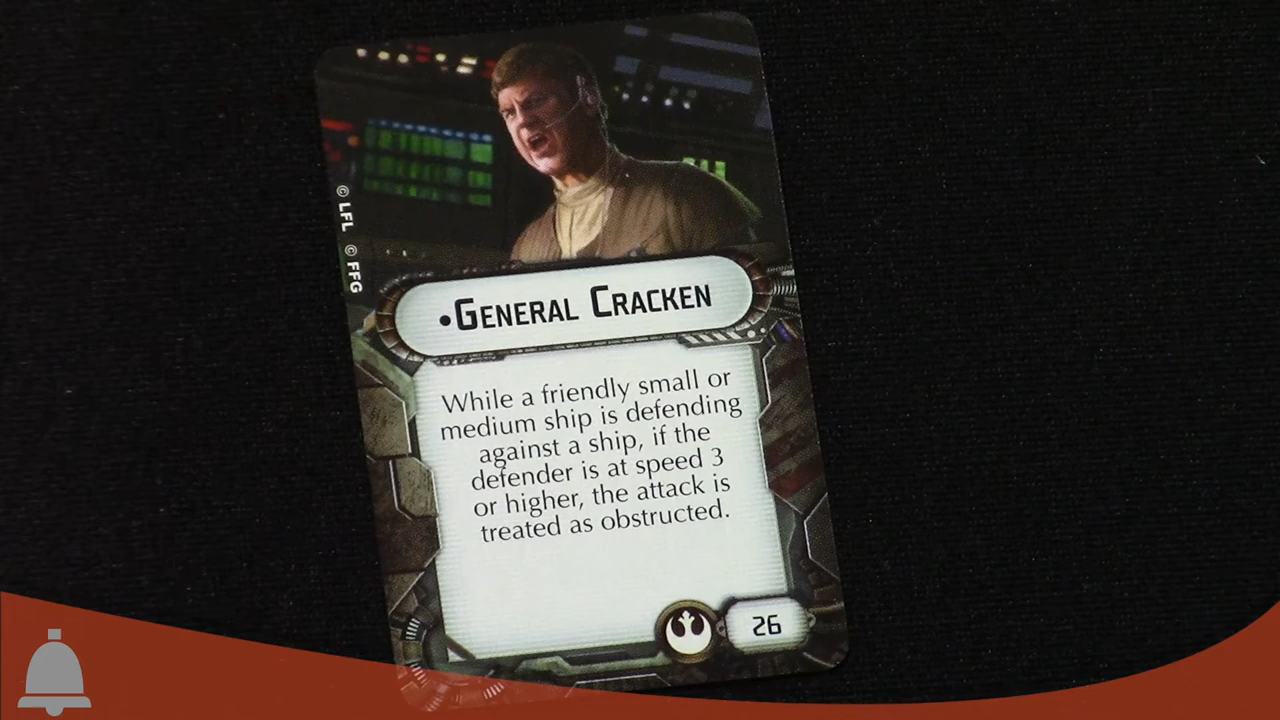 © LFL © FFG
•General Cracken
While a friendly small or
medium ship is defending
against a ship, if the
defender is at speed 3
or higher, the attack is
treated as obstructed.
26